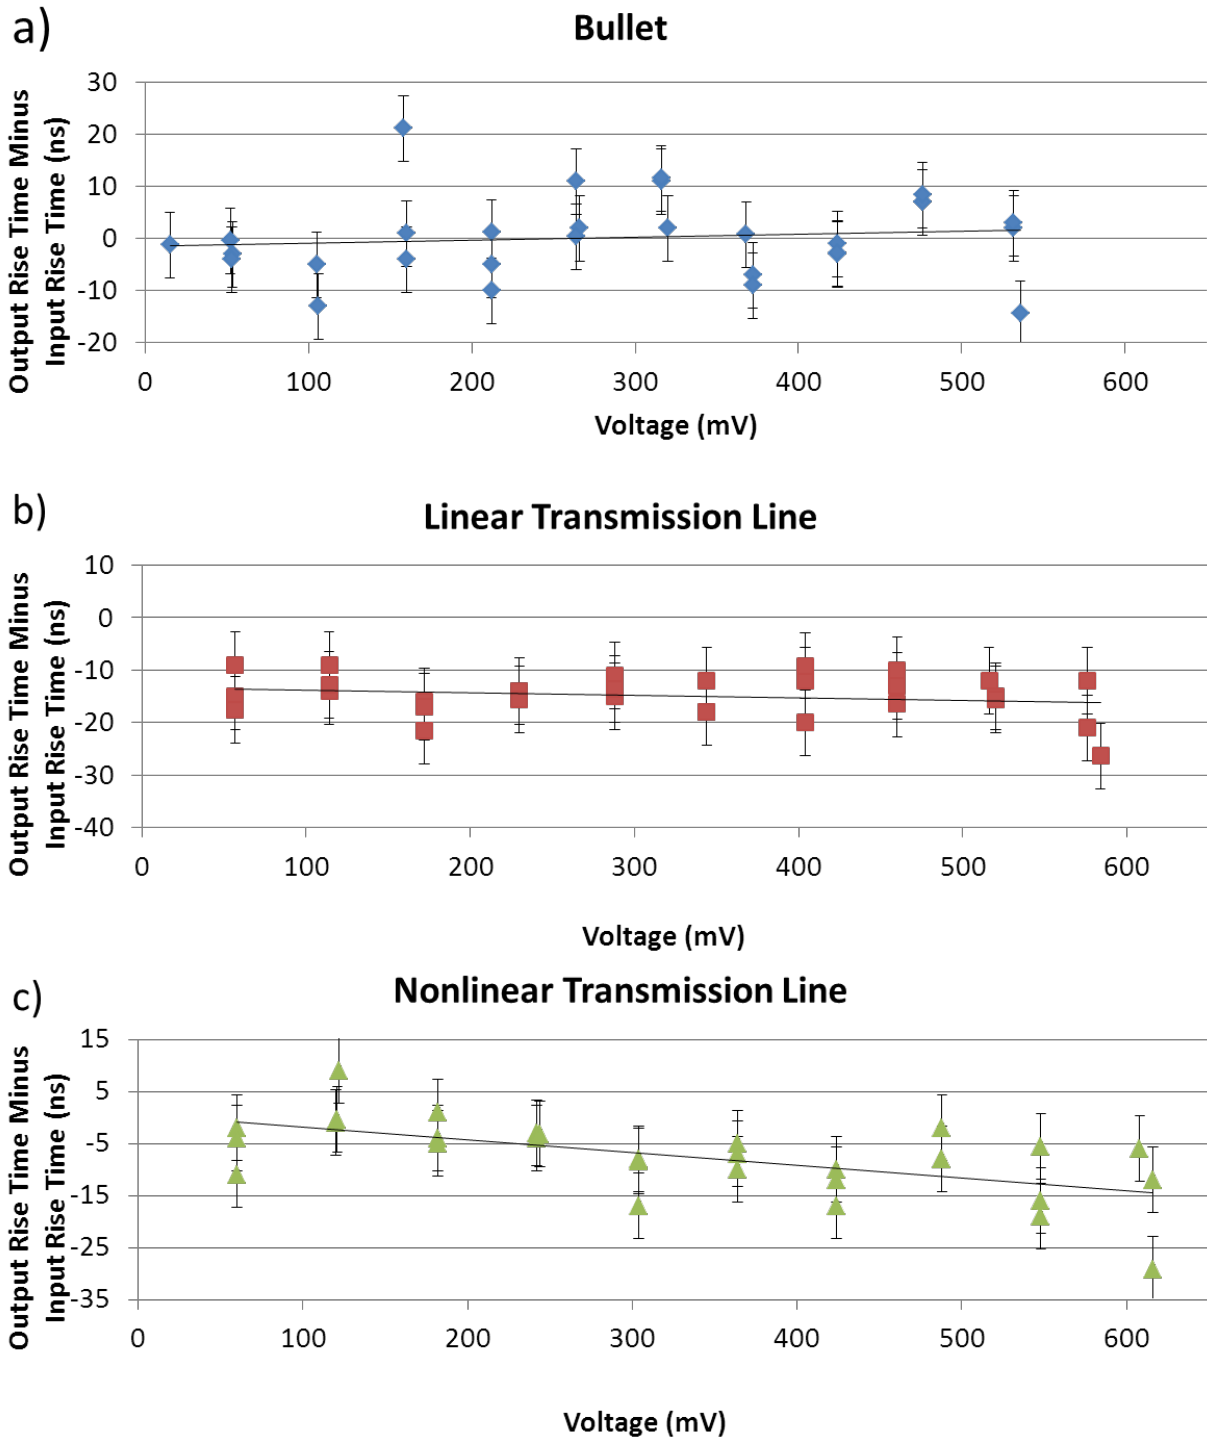 a)
Bullet
Output Rise Time Minus
Input Rise Time (ns)
30
20
10
0
-10
-20
0 100 200 300 400 500 600
Voltage (mV)
b)
Linear Transmission Line
Output Rise Time Minus
Input Rise Time (ns)
10
0
-10
-20
-30
-40
0 100 200 300 400 500 600
Voltage (mV)
c)
Nonlinear Transmission Line
Output Rise Time Minus
Input Rise Time (ns)
15
5
-5
-15
-25
-35
0 100 200 300 400 500 600
Voltage (mV)